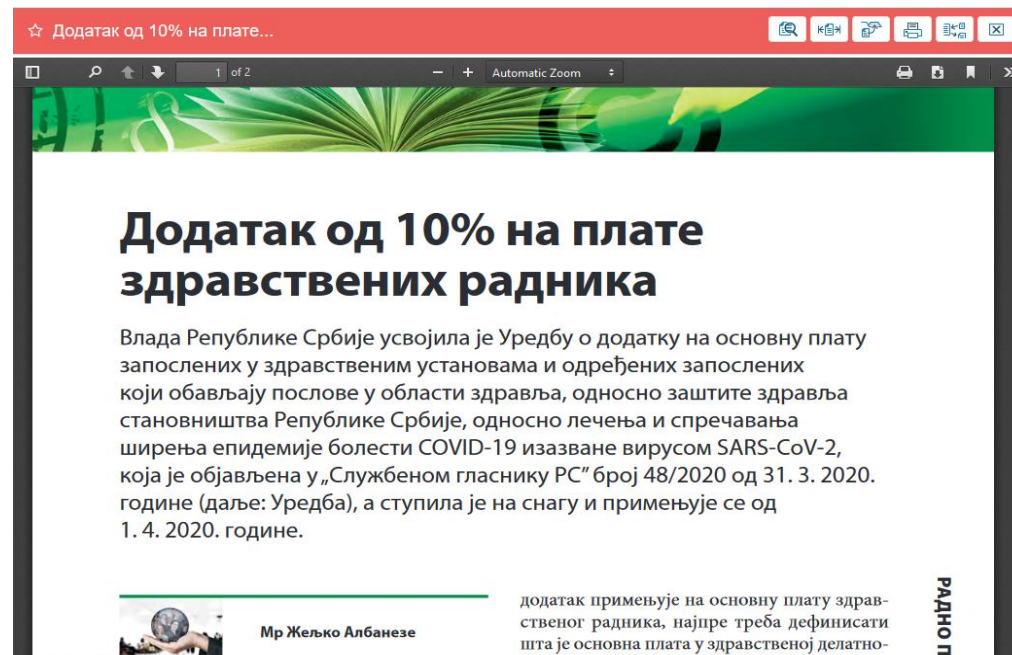 ☆ Додатак од 10% на плате...
1 of 2
Automatic Zoom
Додатак од 10% на плате
здравствених радника
Влада Републике Србије усвојила је Уредбу о додатку на основну плату
запослених у здравственим установама и одређених запослених
који обављају послове у области здравља, односно заштите здравља
становништва Републике Србије, односно лечења и спречавања
ширења епидемије болести COVID-19 изазване вирусом SARS-CoV-2,
која је објављена у „Службеном гласнику РС” број 48/2020 од 31. 3. 2020.
године (даље: Уредба), а ступила је на снагу и примењује се од
1. 4. 2020. године.
Мр Жељко Албанезе
додатак примењује на основну плату здрав-
ственог радника, најпре треба дефинисати
шта је основна плата у здравственој делатно-
РАДНО